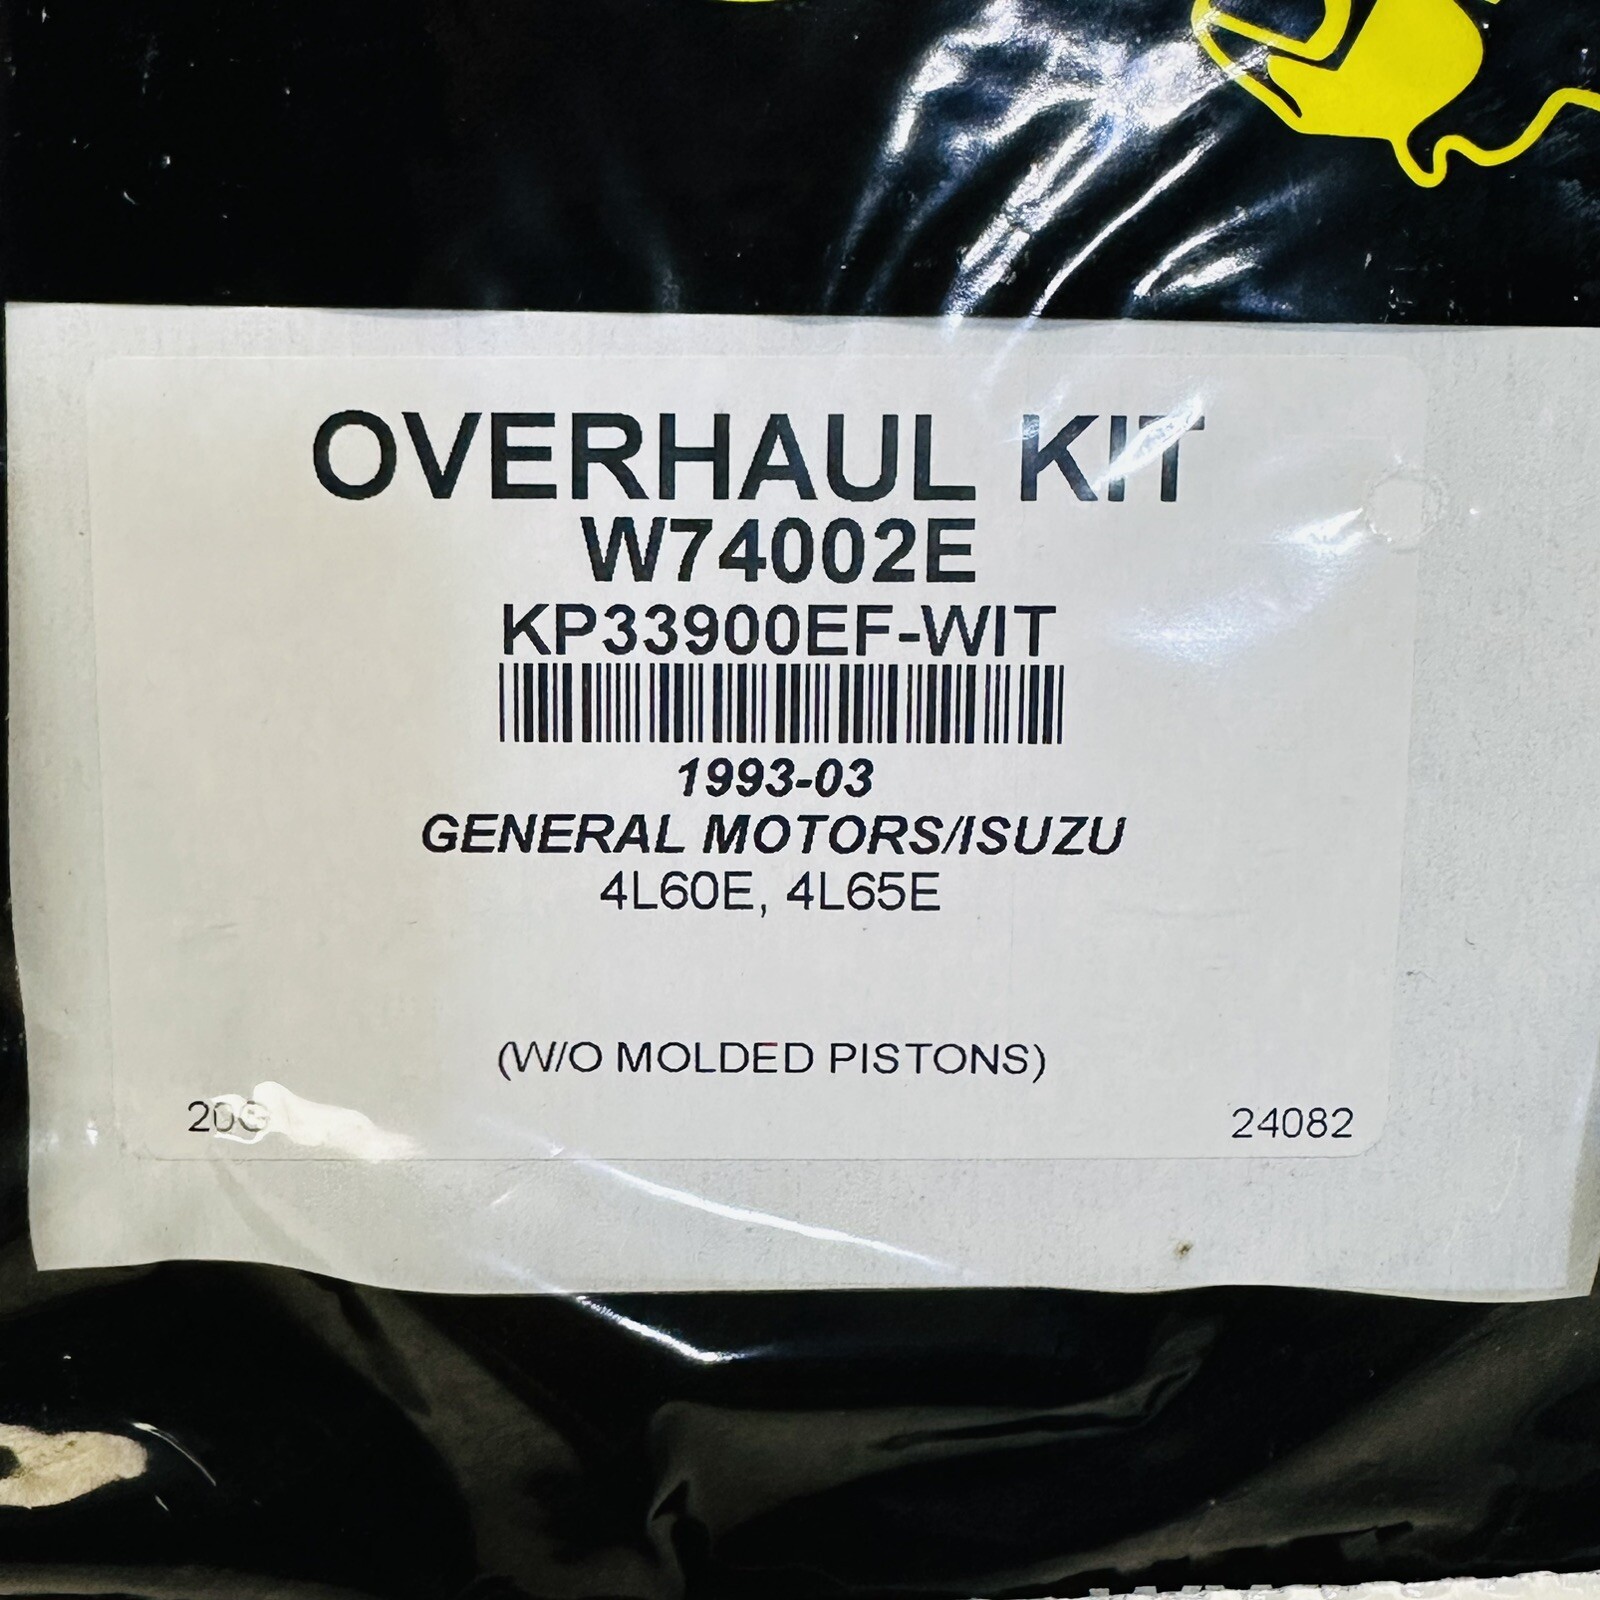 OVERHAUL KIT
W74002E
KP33900EF-WIT
1993-03
GENERAL MOTORS/ISUZU
4L60E, 4L65E
(W/O MOLDED PISTONS)
24082